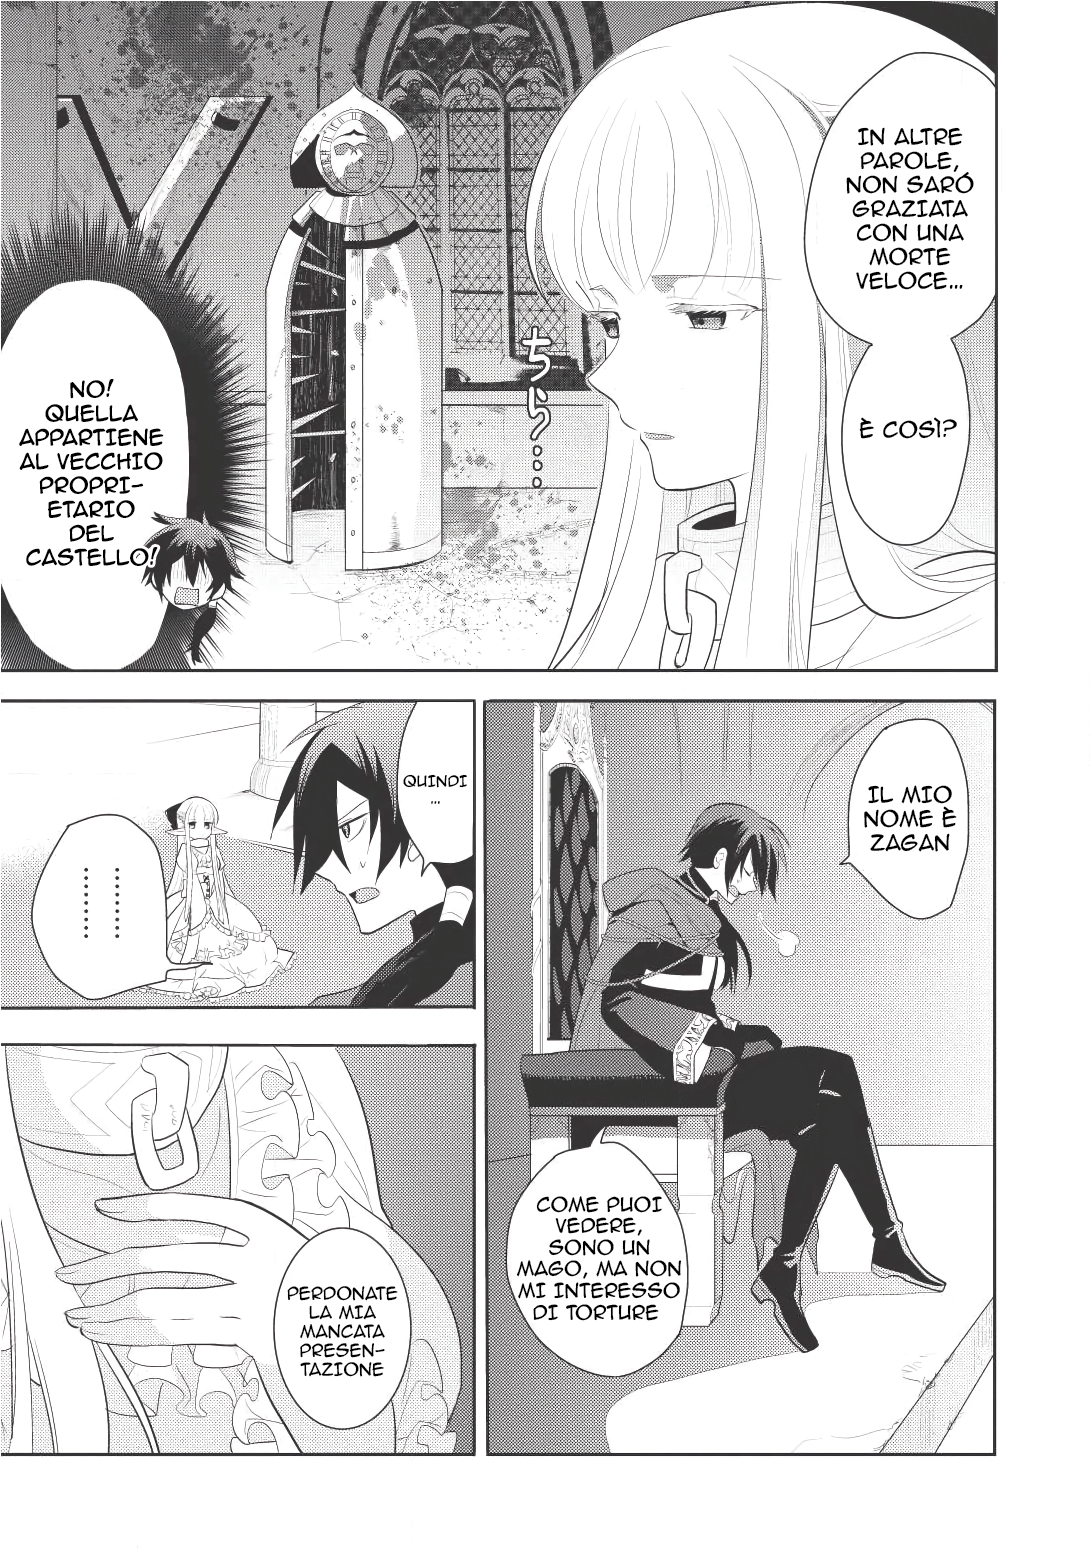 IN ALTRE
PAROLE,
NON SARÓ
GRAZIATA
CON UNA
MORTE
VELOCE...
È COSÌ?
ちら....
NO!
QUELLA
APPARTIENE
AL VECCHIO
PROPRI-
ETARIO
DEL
CASTELLO!
IL MIO
NOME È
ZAGAN
COME PUOI
VEDERE,
SONO UN
MAGO, MA NON
MI INTERESSO
DI TORTURE
QUINDI
...
.........
.........
PERDONATE
LA MIA
MANCATA
PRESEN-
TAZIONE